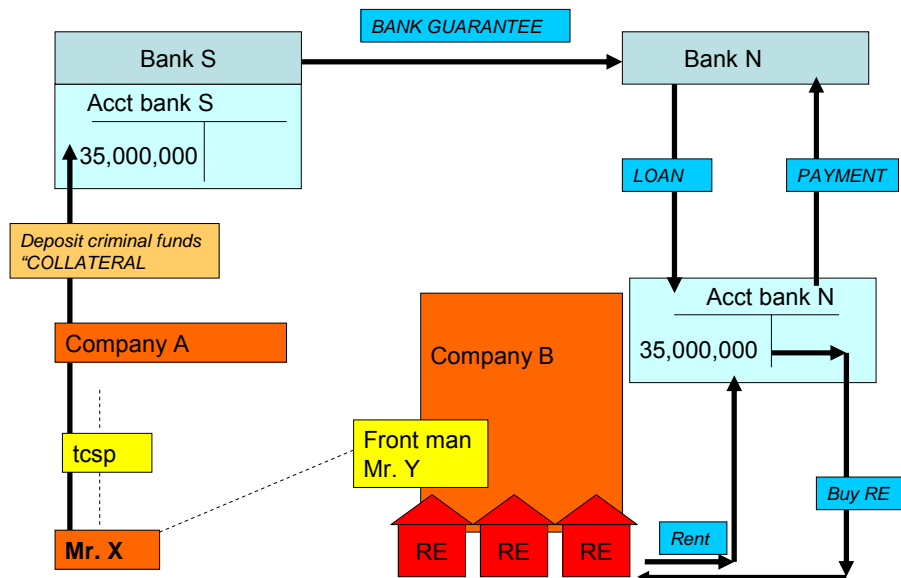 BANK GUARANTEE
Bank S
Bank N
Acct bank S
35,000,000
LOAN
PAYMENT
Deposit criminal funds
“COLLATERAL
Acct bank N
35,000,000
Company A
Company B
tcsp
Front man
Mr. Y
Buy RE
Rent
Mr. X
RE
RE
RE